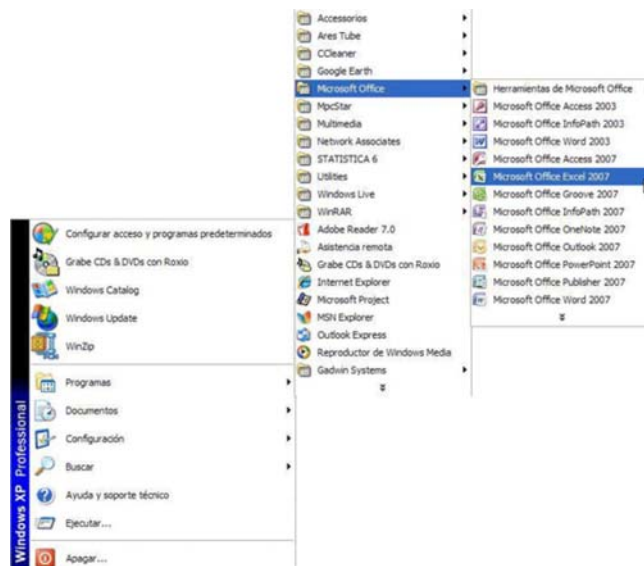 Accessorios
Ares Tube
CCleaner
Google Earth
Microsoft Office
MpcStar
Multimedia
Network Associates
STATISTICA 6
Utilities
Windows Live
WinRAR
Adobe Reader 7.0
Asistencia remota
Grabe CDs & DVDs con Roxio
Internet Explorer
Microsoft Project
MSN Explorer
Outlook Express
Reproductor de Windows Media
Gadwin Systems
Herramientas de Microsoft Office
Microsoft Office Access 2003
Microsoft Office InfoPath 2003
Microsoft Office Word 2003
Microsoft Office Access 2007
Microsoft Office Excel 2007
Microsoft Office Groove 2007
Microsoft Office InfoPath 2007
Microsoft Office OneNote 2007
Microsoft Office Outlook 2007
Microsoft Office PowerPoint 2007
Microsoft Office Publisher 2007
Microsoft Office Word 2007
Configurar acceso y programas predeterminados
Grabe CDs & DVDs con Roxio
Windows Catalog
Windows Update
WinZip
Programas
Documentos
Configuración
Buscar
Ayuda y soporte técnico
Ejecutar...
Apagar...
Windows XP Professional